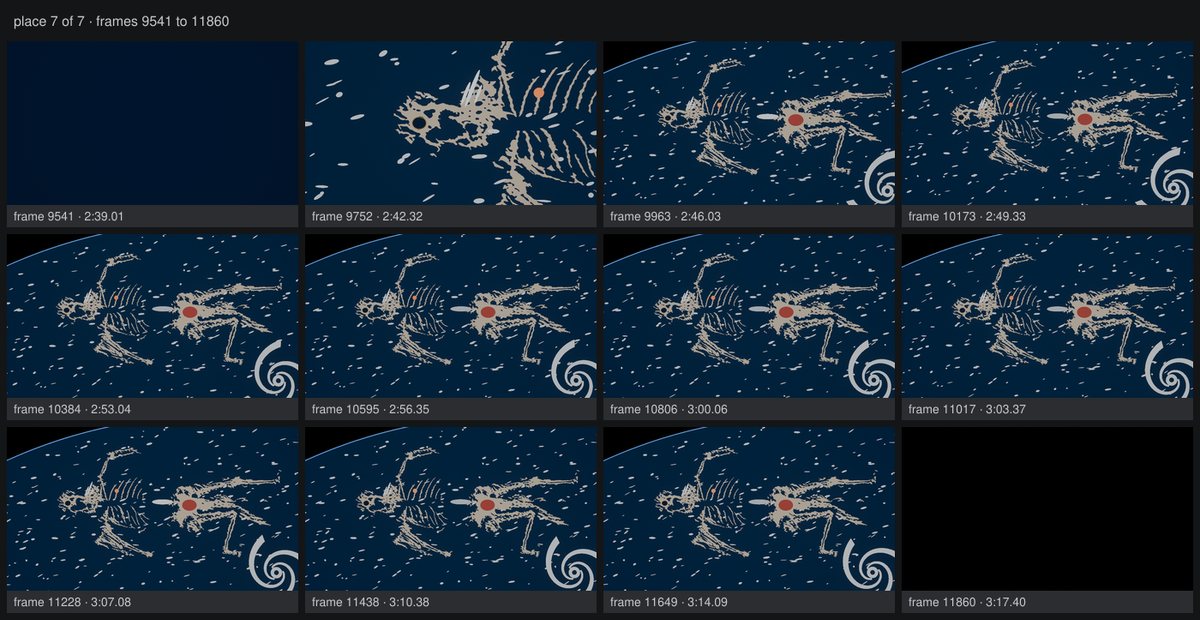 place 7 of 7 · frames 9541 to 11860
frame 9541 · 2:39.01
frame 9752 · 2:42.32
frame 9963 · 2:46.03
frame 10173 · 2:49.33
frame 10384 · 2:53.04
frame 10595 · 2:56.35
frame 10806 · 3:00.06
frame 11017 · 3:03.37
frame 11228 · 3:07.08
frame 11438 · 3:10.38
frame 11649 · 3:14.09
frame 11860 · 3:17.40